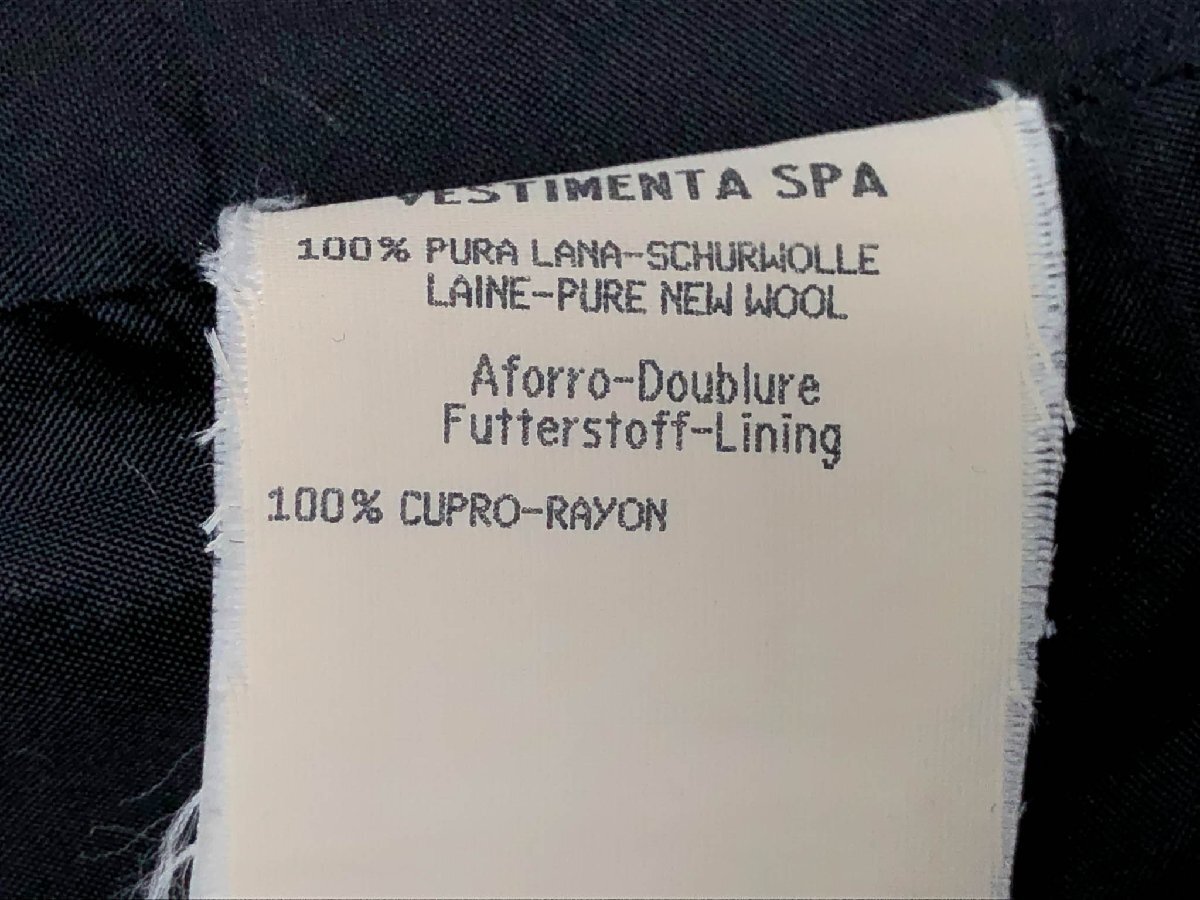 VESTIMENTA SPA
100% PURA LANA-SCHURWOLLE
LAINE-PURE NEW WOOL
Aforro-Doublure
Futterstoff-Lining
100% CUPRO-RAYON